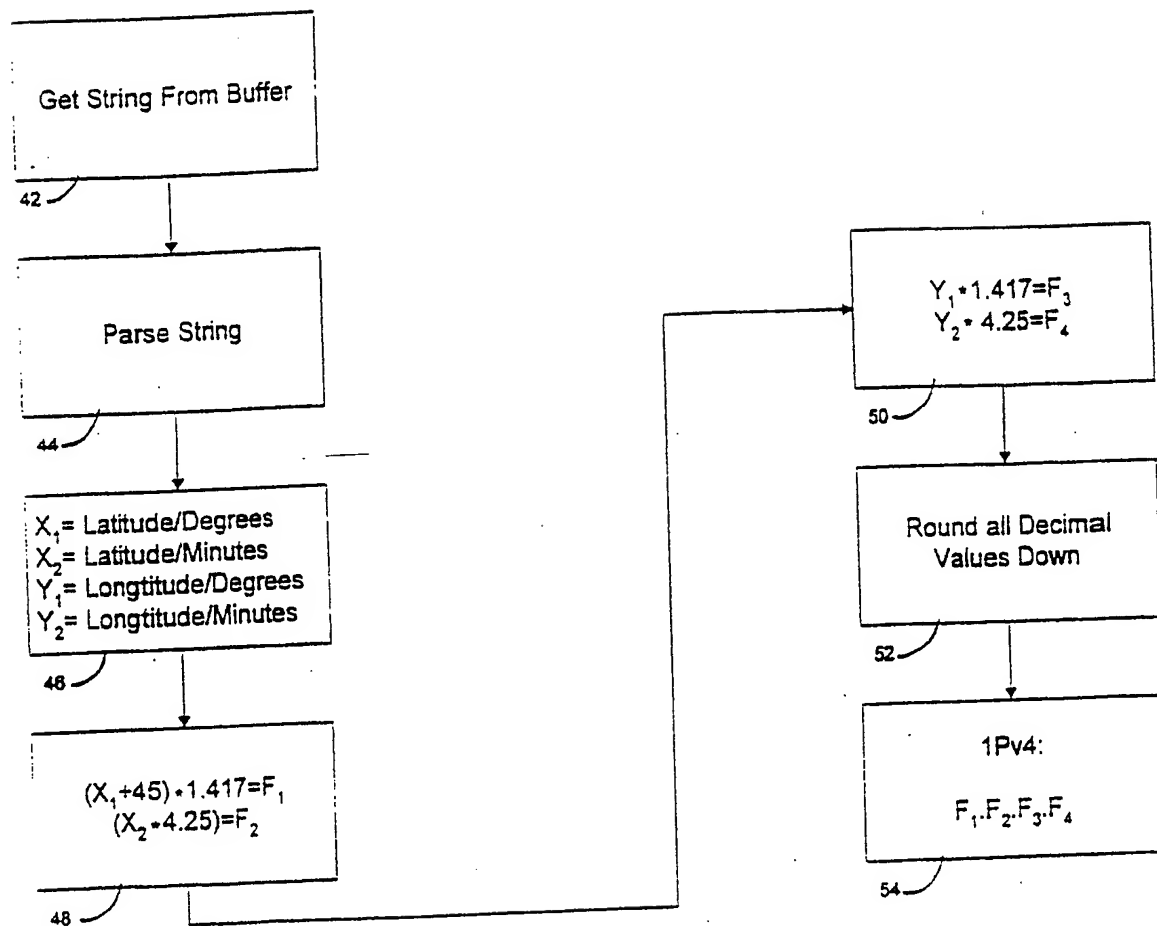 Get String From Buffer
42
Parse String
44
X₁= Latitude/Degrees
X₂= Latitude/Minutes
Y₁= Longtitude/Degrees
Y₂= Longtitude/Minutes
46
(X₁+45)*1.417=F₁
(X₂*4.25)=F₂
48
Y₁*1.417=F₃
Y₂* 4.25=F₄
50
Round all Decimal
Values Down
52
1Pv4:
F₁.F₂.F₃.F₄
54